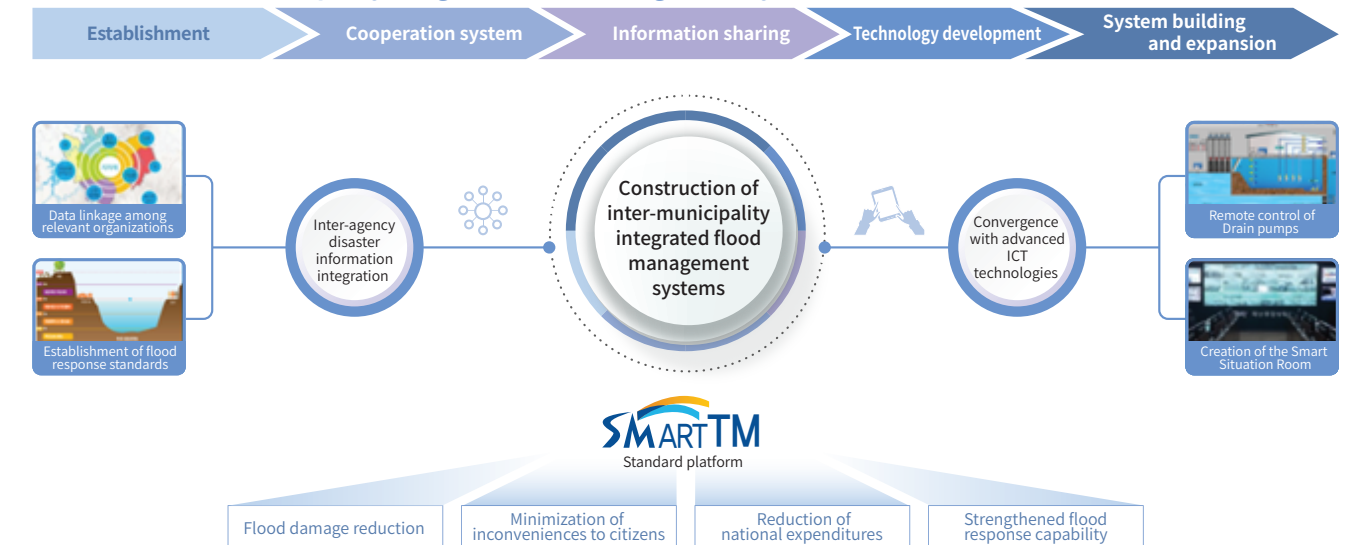 Establishment
Cooperation system
Information sharing
Technology development
System building
and expansion
Data linkage among
relevant organizations
Establishment of flood
response standards
Inter-agency
disaster
information
integration
Construction of
inter-municipality
integrated flood
management
systems
Convergence
with advanced
ICT
technologies
Remote control of
Drain pumps
Creation of the Smart
Situation Room
SMART TM
Standard platform
Flood damage reduction
Minimization of
inconveniences to citizens
Reduction of
national expenditures
Strengthened flood
response capability